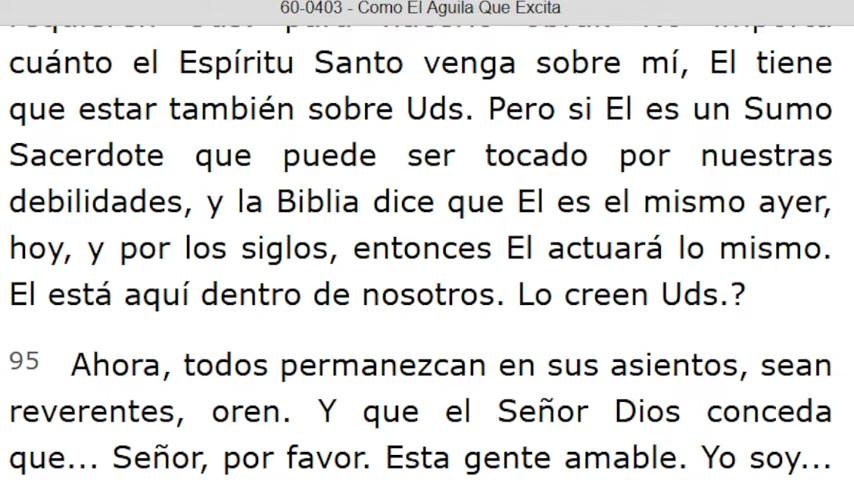 60-0403 - Como El Aguila Que Excita
cuánto el Espíritu Santo venga sobre mí, El tiene
que estar también sobre Uds. Pero si El es un Sumo
Sacerdote que puede ser tocado por nuestras
debilidades, y la Biblia dice que El es el mismo ayer,
hoy, y por los siglos, entonces El actuará lo mismo.
El está aquí dentro de nosotros. Lo creen Uds.?
95 Ahora, todos permanezcan en sus asientos, sean
reverentes, oren. Y que el Señor Dios conceda
que... Señor, por favor. Esta gente amable. Yo soy...